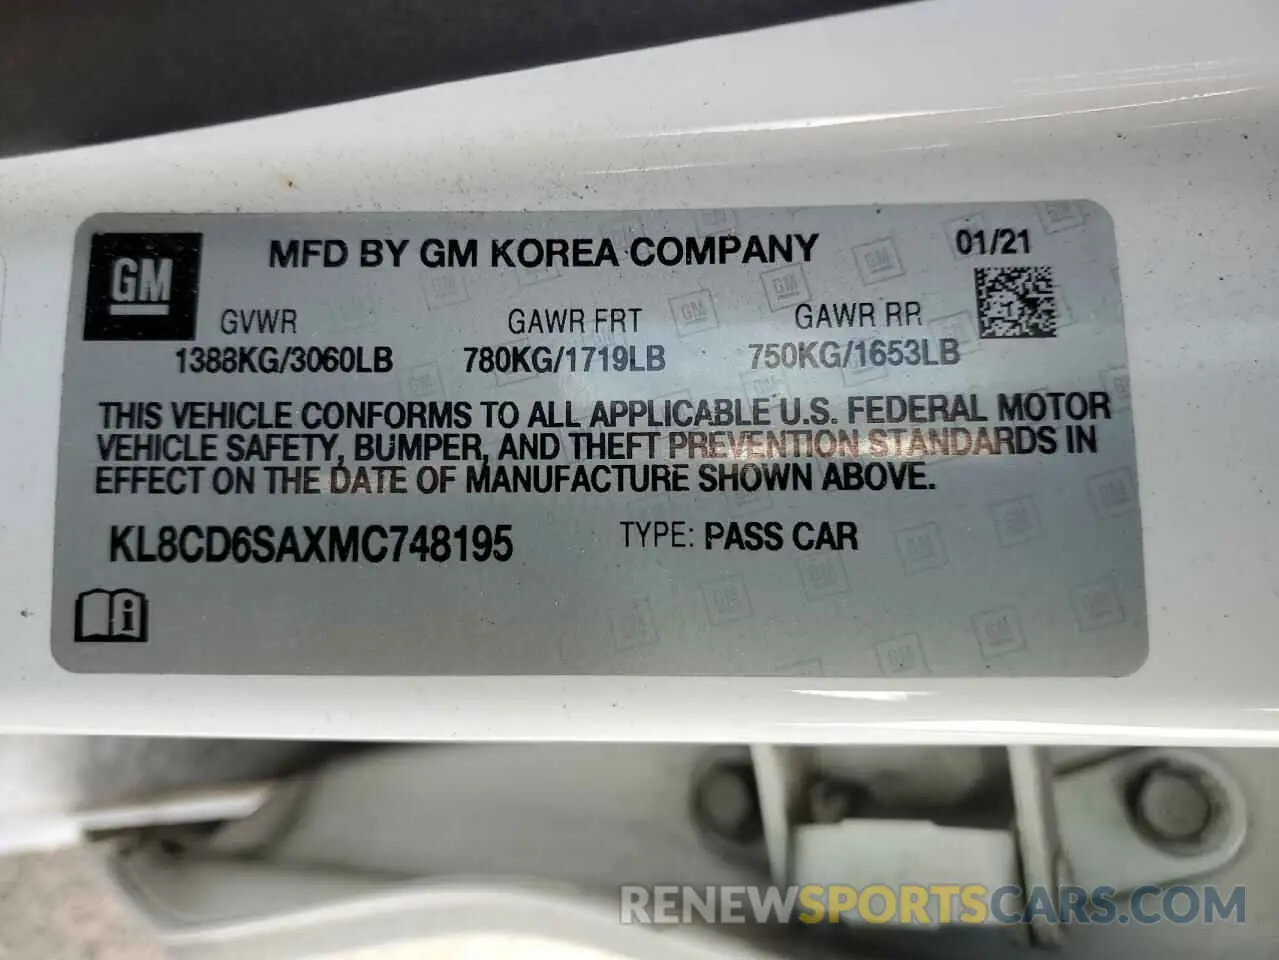 GM
MFD BY GM KOREA COMPANY 01/21
GVWR GAWR FRT GAWR RR
1388KG/3060LB 780KG/1719LB 750KG/1653LB
THIS VEHICLE CONFORMS TO ALL APPLICABLE U.S. FEDERAL MOTOR
VEHICLE SAFETY, BUMPER, AND THEFT PREVENTION STANDARDS IN
EFFECT ON THE DATE OF MANUFACTURE SHOWN ABOVE.
KL8CD6SAXMC748195 TYPE: PASS CAR
i
RENEWSPORTSCARS.COM